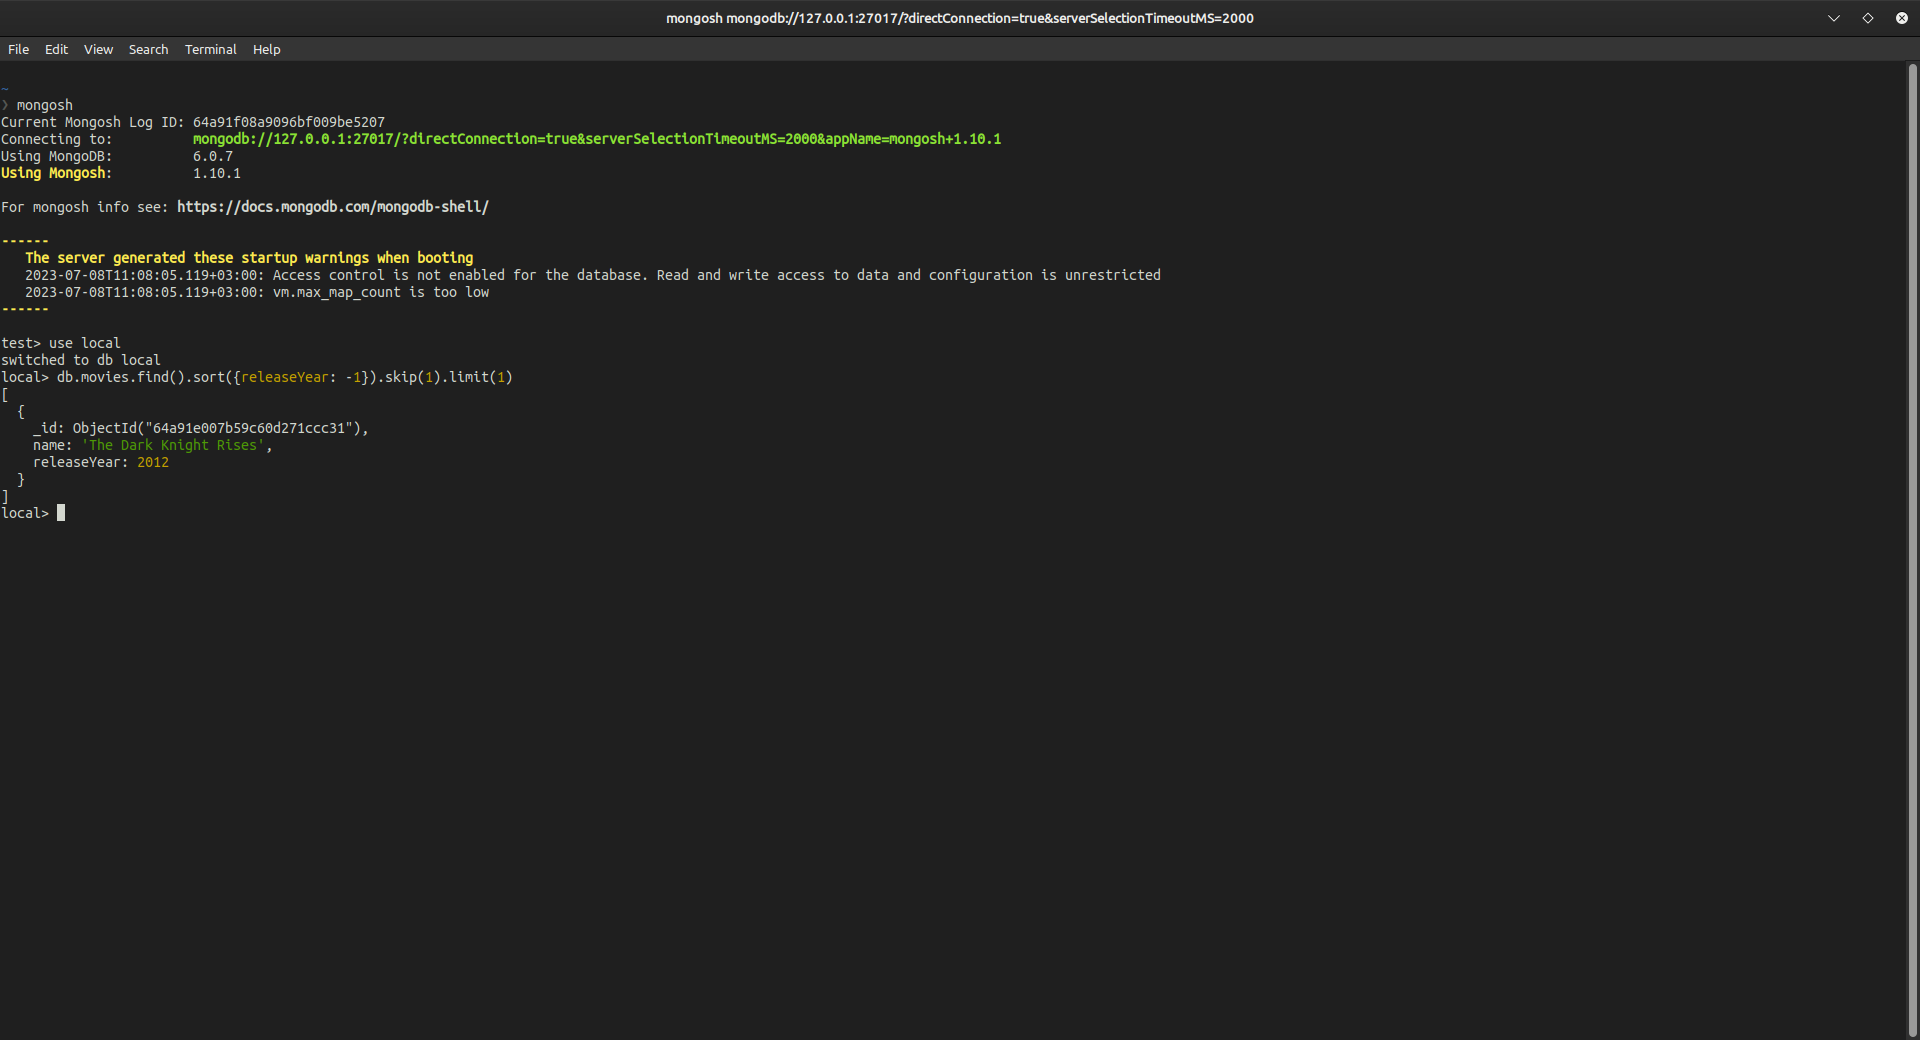 mongosh mongodb://127.0.0.1:27017/?directConnection=true&serverSelectionTimeoutMS=2000
File Edit View Search Terminal Help
~
❯ mongosh
Current Mongosh Log ID: 64a91f08a9096bf009be5207
Connecting to: mongodb://127.0.0.1:27017/?directConnection=true&serverSelectionTimeoutMS=2000&appName=mongosh+1.10.1
Using MongoDB: 6.0.7
Using Mongosh: 1.10.1
For mongosh info see: https://docs.mongodb.com/mongodb-shell/
------
The server generated these startup warnings when booting
2023-07-08T11:08:05.119+03:00: Access control is not enabled for the database. Read and write access to data and configuration is unrestricted
2023-07-08T11:08:05.119+03:00: vm.max_map_count is too low
------
test> use local
switched to db local
local> db.movies.find().sort({releaseYear: -1}).skip(1).limit(1)
[
{
_id: ObjectId("64a91e007b59c60d271ccc31"),
name: 'The Dark Knight Rises',
releaseYear: 2012
}
]
local>